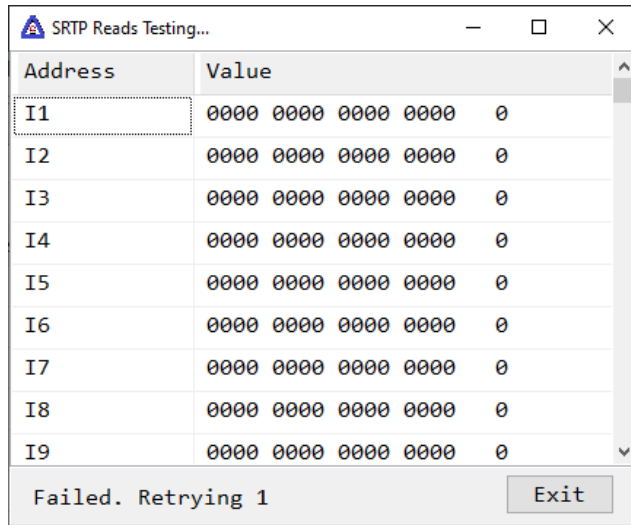 SRTP Reads Testing...
Address Value
I1 0000 0000 0000 0000 0
I2 0000 0000 0000 0000 0
I3 0000 0000 0000 0000 0
I4 0000 0000 0000 0000 0
I5 0000 0000 0000 0000 0
I6 0000 0000 0000 0000 0
I7 0000 0000 0000 0000 0
I8 0000 0000 0000 0000 0
I9 0000 0000 0000 0000 0
Failed. Retrying 1 Exit